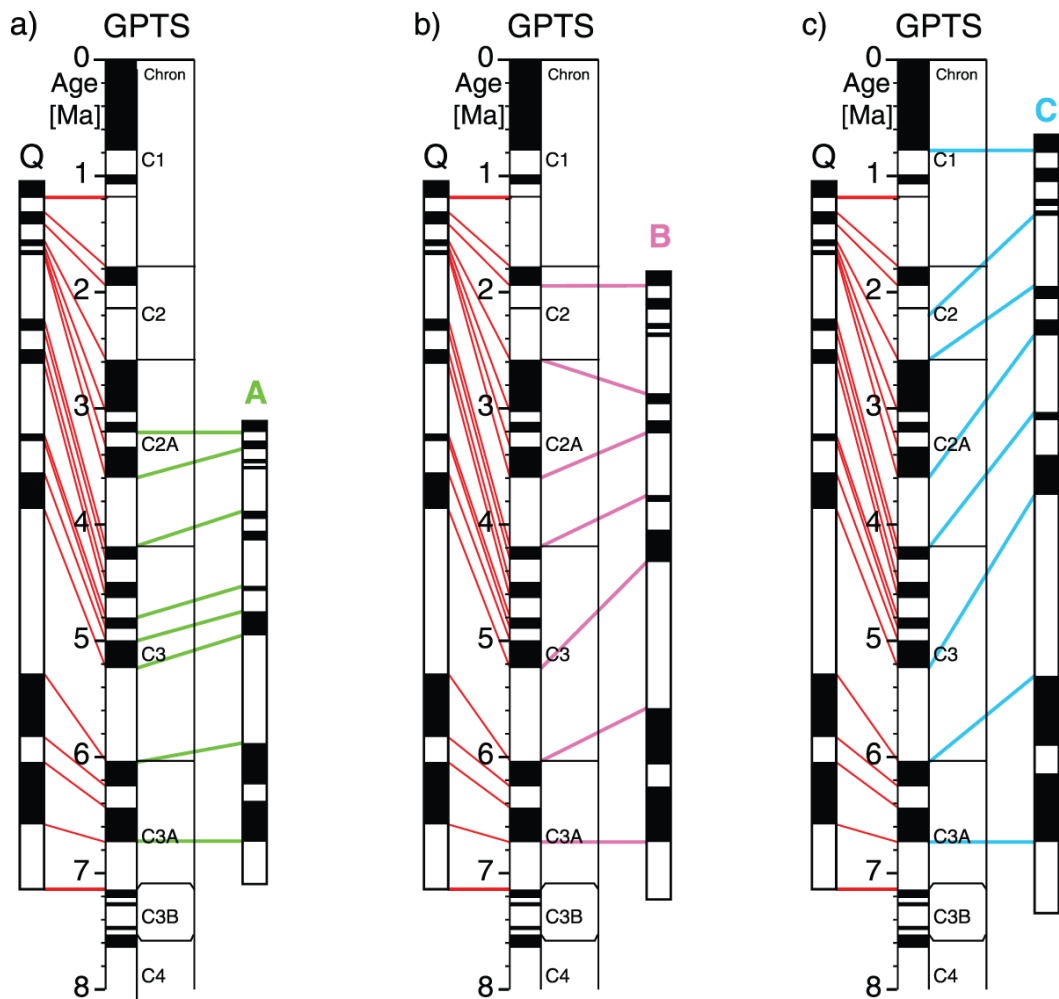 a)
GPTS
0
Age
[Ma]
Chron
Q
C1
1
2
C2
3
A
C2A
4
5
C3
6
C3A
7
C3B
8
C4
b)
GPTS
0
Age
[Ma]
Chron
Q
C1
1
B
2
C2
3
C2A
4
5
C3
6
C3A
7
C3B
8
C4
c)
GPTS
0
Age
[Ma]
Chron
C
Q
C1
1
2
C2
3
C2A
4
5
C3
6
C3A
7
C3B
8
C4